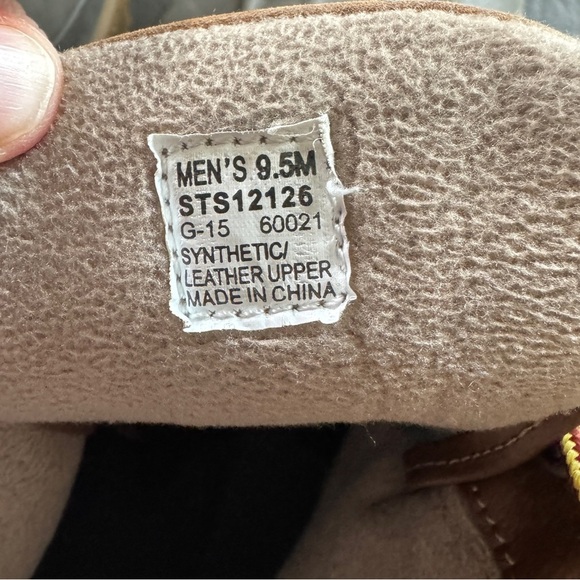 MEN'S 9.5M
STS12126
G-15 60021
SYNTHETIC/
LEATHER UPPER
MADE IN CHINA